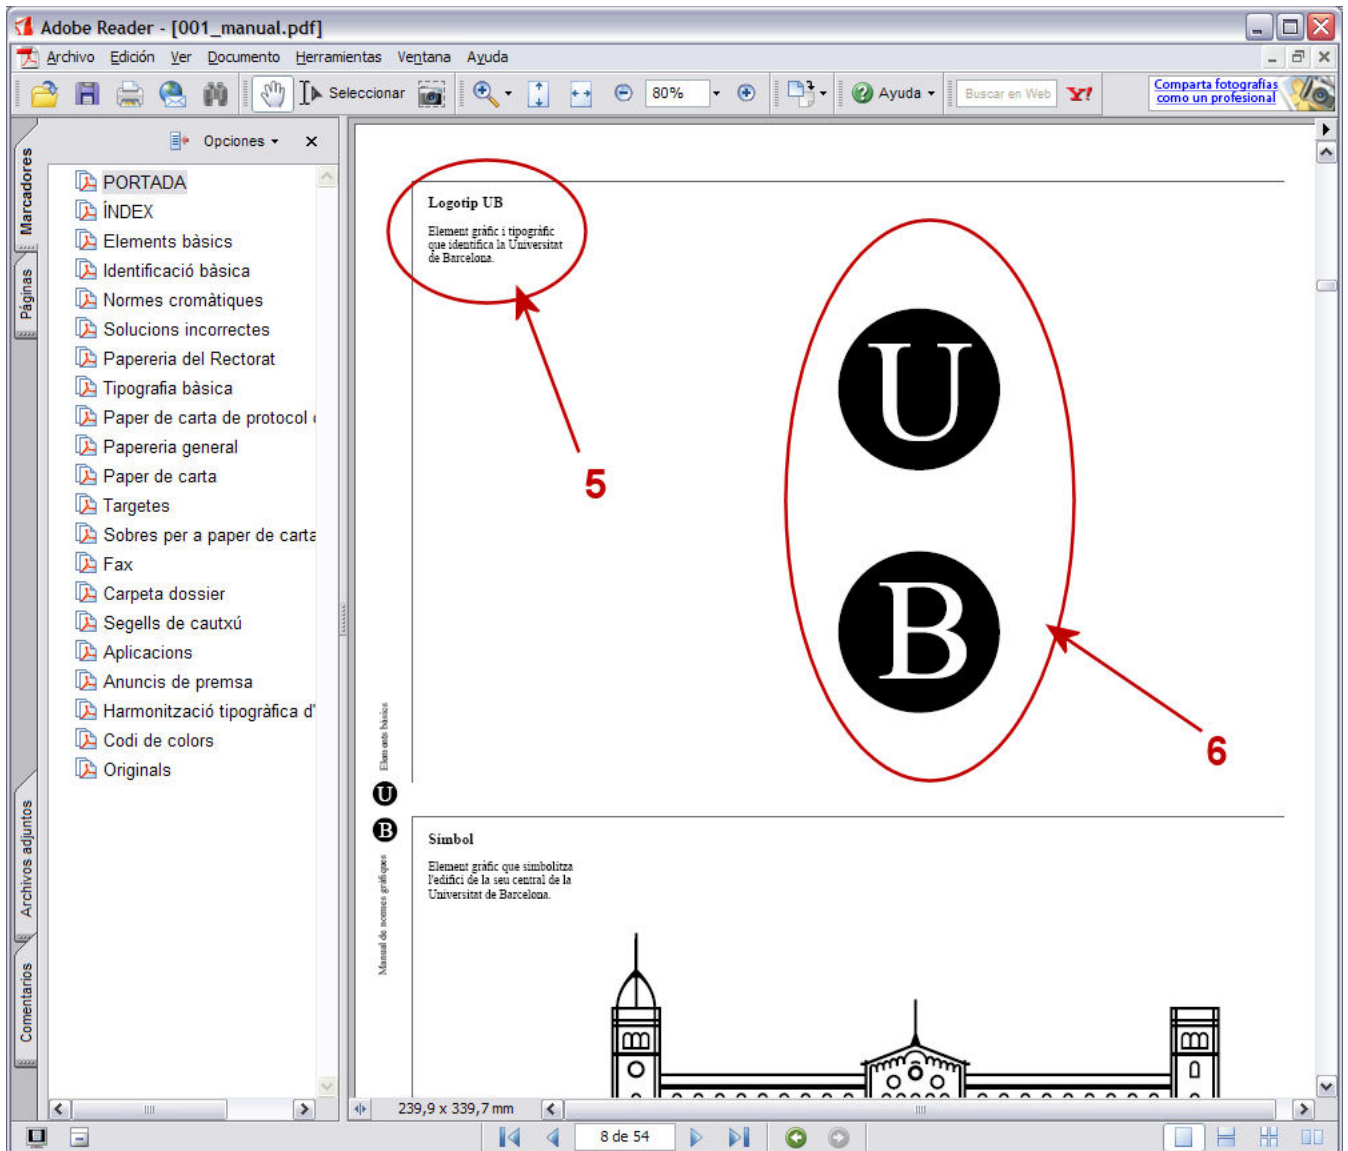 Adobe Reader - [001_manual.pdf]
Archivo Edición Ver Documento Herramientas Ventana Ayuda
Seleccionar 80% Ayuda Buscar en Web Y! Comparta fotografías
como un profesional
Marcadores
Páginas
Archivos adjuntos
Comentarios
Opciones
PORTADA
ÍNDEX
Elements bàsics
Identificació bàsica
Normes cromàtiques
Solucions incorrectes
Papereria del Rectorat
Tipografia bàsica
Paper de carta de protocol
Papereria general
Paper de carta
Targetes
Sobres per a paper de carta
Fax
Carpeta dossier
Segells de cautxú
Aplicacions
Anuncis de premsa
Harmonització tipogràfica d'
Codi de colors
Originals
Logotip UB
Element gràfic i tipogràfic
que identifica la Universitat
de Barcelona.
5
U
B
6
Elements bàsics
U
B
Manual de normes gràfiques
Símbol
Element gràfic que simbolitza
l'edifici de la seu central de la
Universitat de Barcelona.
239,9 x 339,7 mm
8 de 54